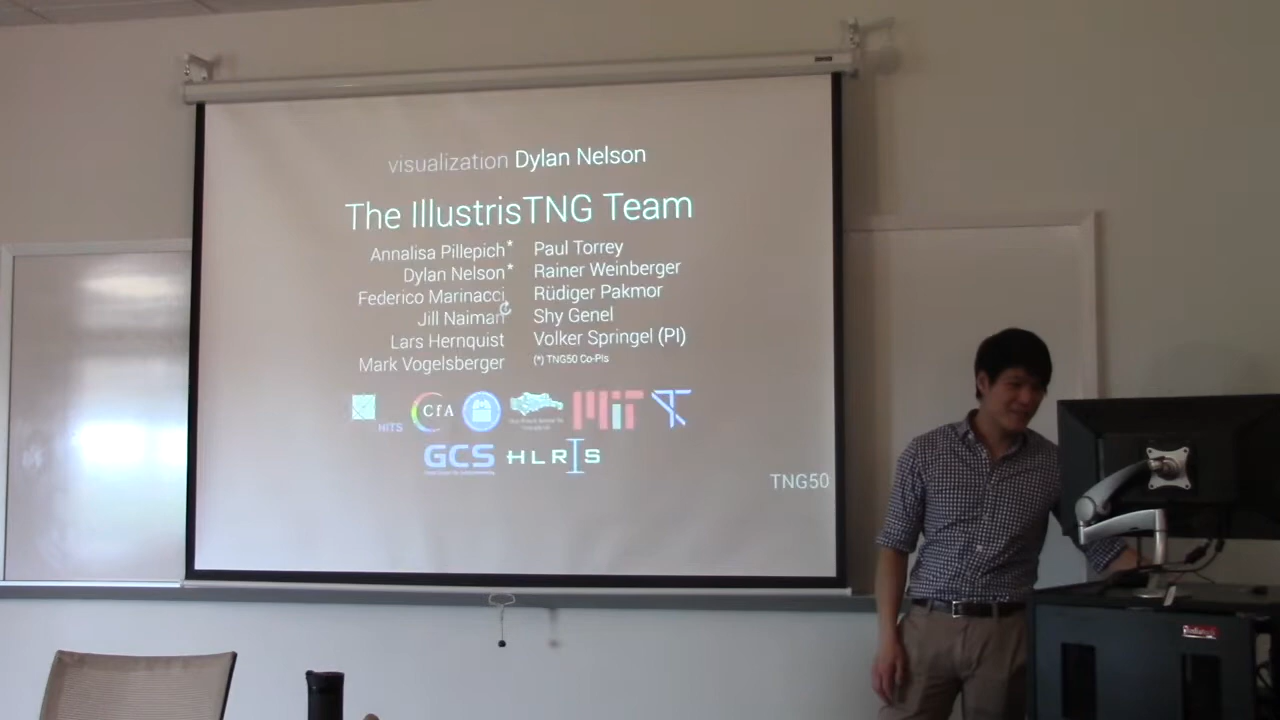 visualization Dylan Nelson
The IllustrisTNG Team
Annalisa Pillepich* Paul Torrey
Dylan Nelson* Rainer Weinberger
Federico Marinacci Rüdiger Pakmor
Jill Naiman Shy Genel
Lars Hernquist Volker Springel (PI)
Mark Vogelsberger (*) TNG50 Co-PIs
HITS CfA MIT
GCS HLRIS
TNG50